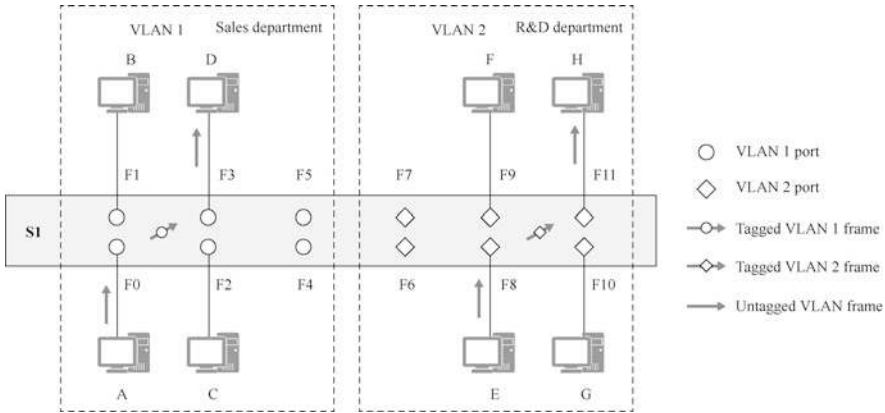 VLAN 1 Sales department
VLAN 2 R&D department
B D F H
F1 F3 F5 F7 F9 F11
VLAN 1 port
VLAN 2 port
S1
Tagged VLAN 1 frame
Tagged VLAN 2 frame
F0 F2 F4 F6 F8 F10
Untagged VLAN frame
A C E G